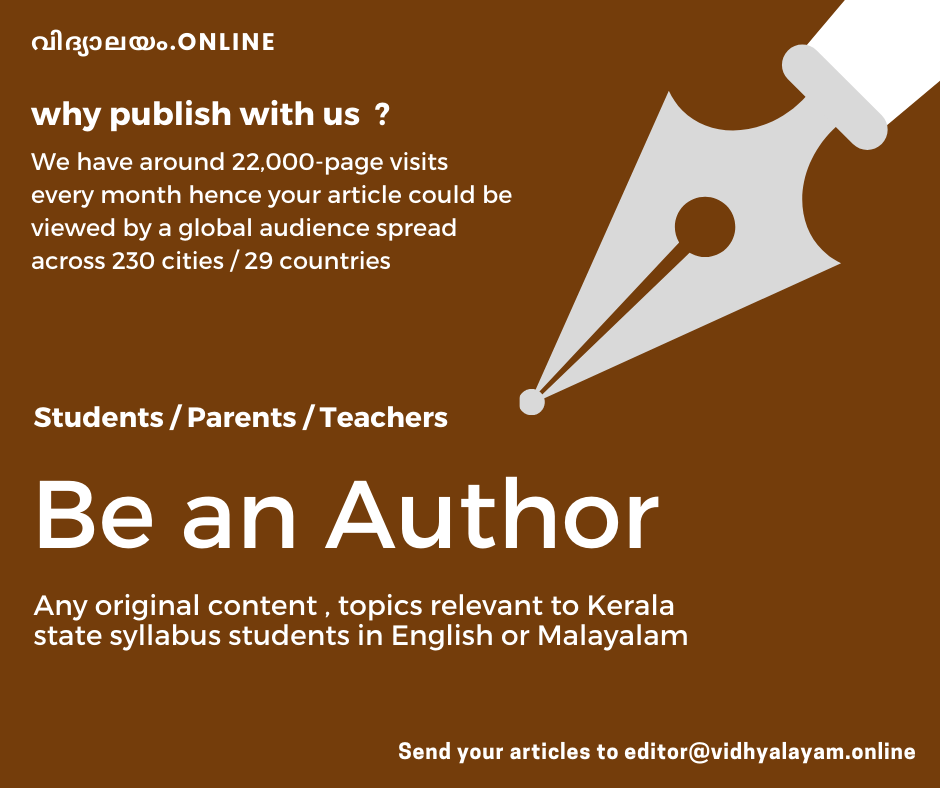 വിദ്യാലയം.ONLINE
why publish with us ?
We have around 22,000-page visits
every month hence your article could be
viewed by a global audience spread
across 230 cities / 29 countries
Students / Parents / Teachers
Be an Author
Any original content , topics relevant to Kerala
state syllabus students in English or Malayalam
Send your articles to editor@vidhyalayam.online